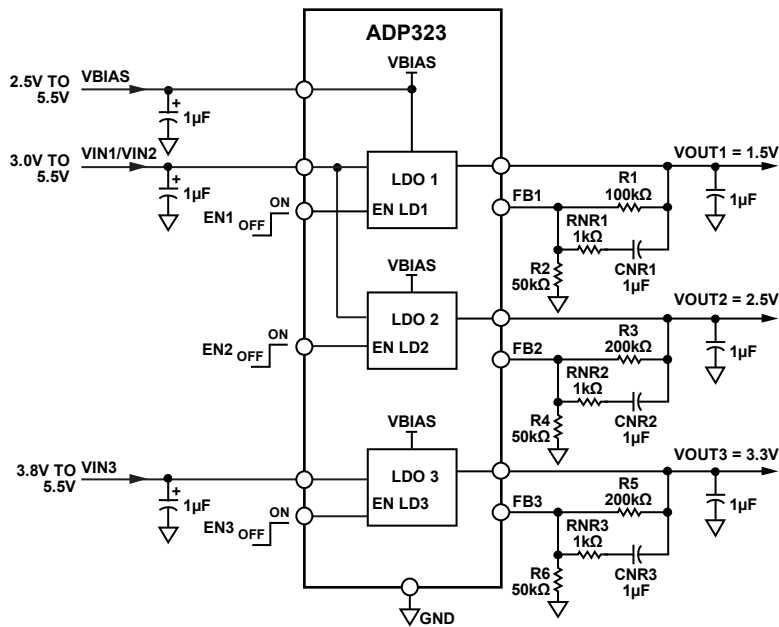 ADP323
VBIAS
2.5V TO
5.5V
VBIAS
+
1µF
3.0V TO
5.5V
VIN1/VIN2
+
1µF
LDO 1
EN LD1
EN1
OFF
ON
VOUT1 = 1.5V
FB1
R1
100kΩ
RNR1
1kΩ
CNR1
1µF
R2
50kΩ
1µF
VBIAS
LDO 2
EN LD2
EN2
OFF
ON
VOUT2 = 2.5V
FB2
R3
200kΩ
RNR2
1kΩ
CNR2
1µF
R4
50kΩ
1µF
VBIAS
3.8V TO
5.5V
VIN3
+
1µF
LDO 3
EN LD3
EN3
OFF
ON
VOUT3 = 3.3V
FB3
R5
200kΩ
RNR3
1kΩ
CNR3
1µF
R6
50kΩ
1µF
GND